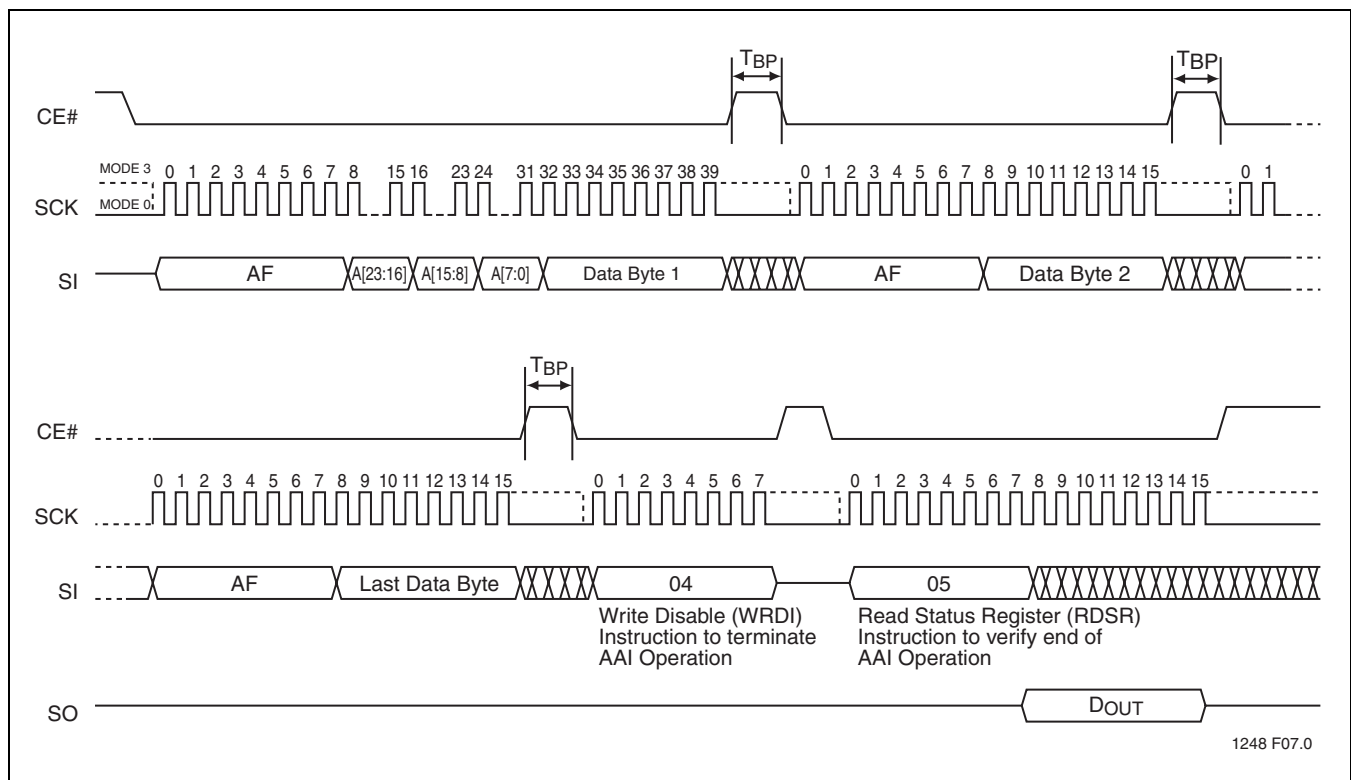 TBP TBP
CE#
MODE 3 0 1 2 3 4 5 6 7 8 15 16 23 24 31 32 33 34 35 36 37 38 39 0 1 2 3 4 5 6 7 8 9 10 11 12 13 14 15 0 1
SCK MODE 0
SI AF A[23:16] A[15:8] A[7:0] Data Byte 1 AF Data Byte 2
TBP
CE#
0 1 2 3 4 5 6 7 8 9 10 11 12 13 14 15 0 1 2 3 4 5 6 7 0 1 2 3 4 5 6 7 8 9 10 11 12 13 14 15
SCK
SI AF Last Data Byte 04 05
Write Disable (WRDI)
Instruction to terminate
AAI Operation
Read Status Register (RDSR)
Instruction to verify end of
AAI Operation
SO DOUT
1248 F07.0